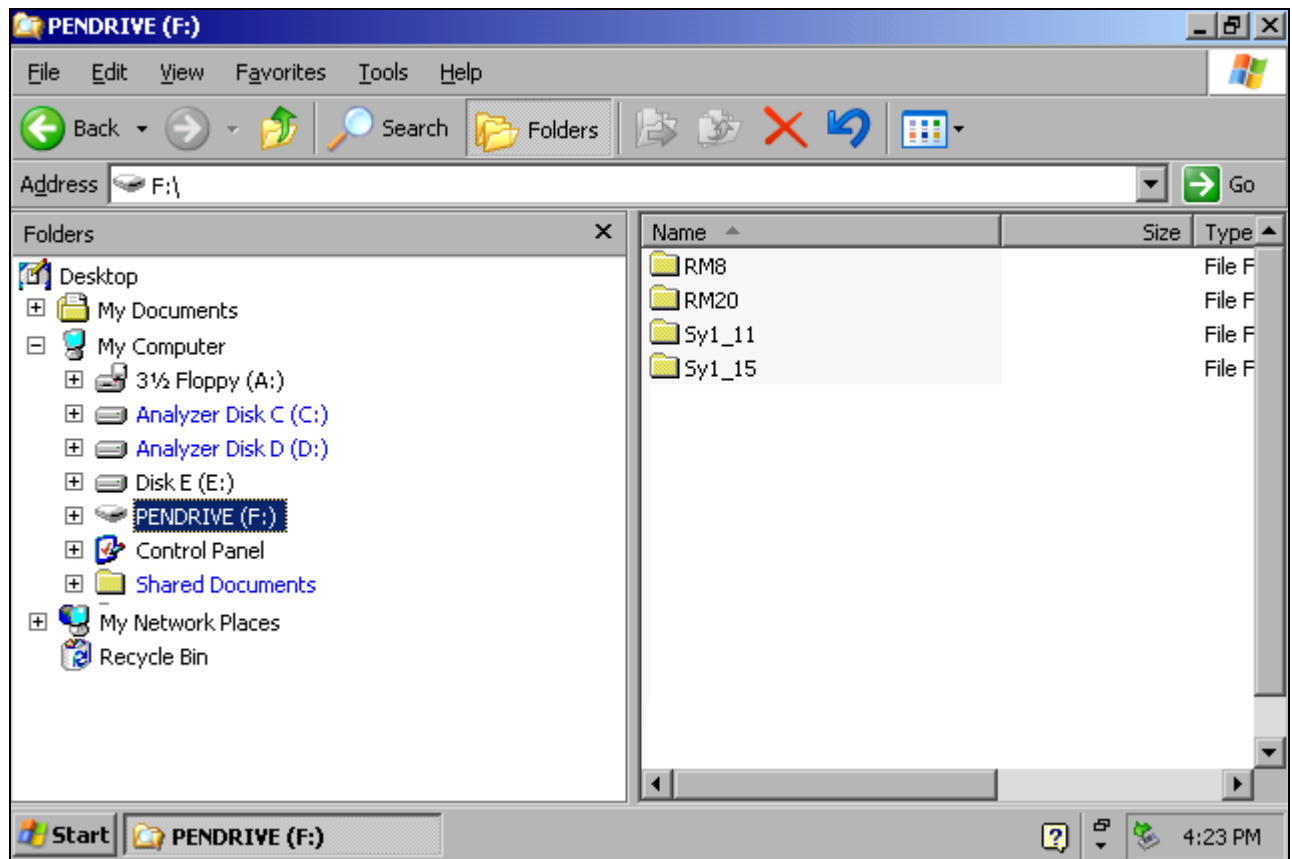 PENDRIVE (F:)
File Edit View Favorites Tools Help
Back Search Folders
Address F:\ Go
Folders
Desktop
My Documents
My Computer
3½ Floppy (A:)
Analyzer Disk C (C:)
Analyzer Disk D (D:)
Disk E (E:)
PENDRIVE (F:)
Control Panel
Shared Documents
My Network Places
Recycle Bin
Name Size Type
RM8 File F
RM20 File F
Sy1_11 File F
Sy1_15 File F
Start PENDRIVE (F:) 4:23 PM